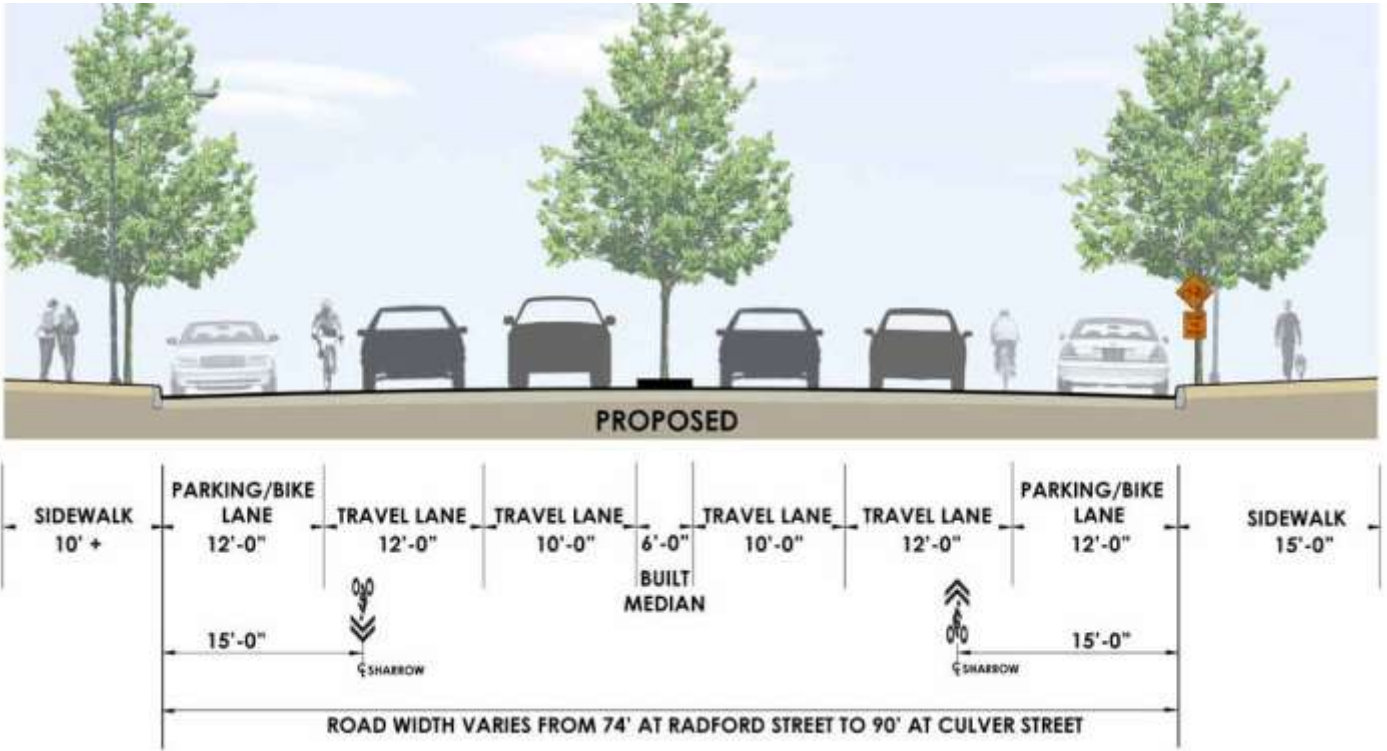 PROPOSED
SIDEWALK
10' +
PARKING/BIKE
LANE
12'-0"
TRAVEL LANE
12'-0"
TRAVEL LANE
10'-0"
6'-0"
BUILT
MEDIAN
TRAVEL LANE
10'-0"
TRAVEL LANE
12'-0"
PARKING/BIKE
LANE
12'-0"
SIDEWALK
15'-0"
15'-0"
℄ SHARROW
15'-0"
℄ SHARROW
ROAD WIDTH VARIES FROM 74' AT RADFORD STREET TO 90' AT CULVER STREET